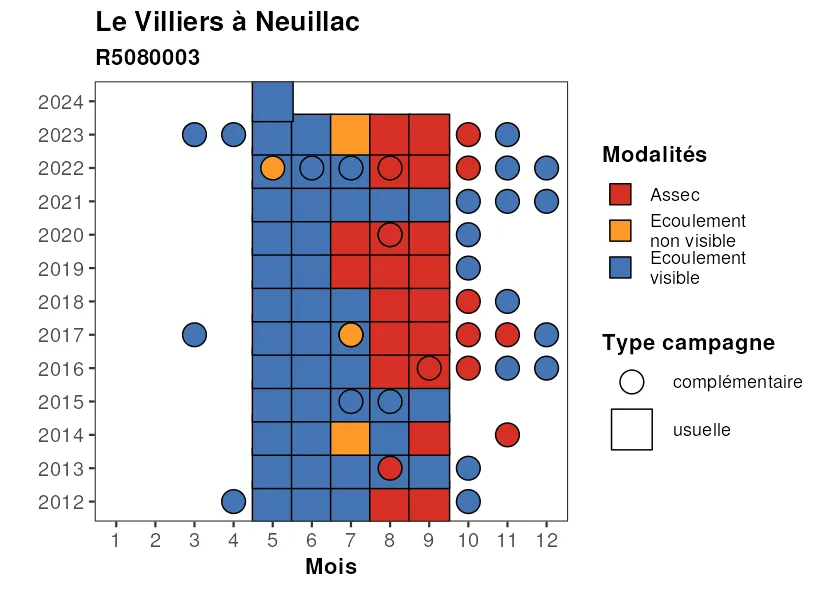 Le Villiers à Neuillac
R5080003
2024
2023
2022
2021
2020
2019
2018
2017
2016
2015
2014
2013
2012
1 2 3 4 5 6 7 8 9 10 11 12
Mois
Modalités
Assec
Ecoulement
non visible
Ecoulement
visible
Type campagne
complémentaire
usuelle